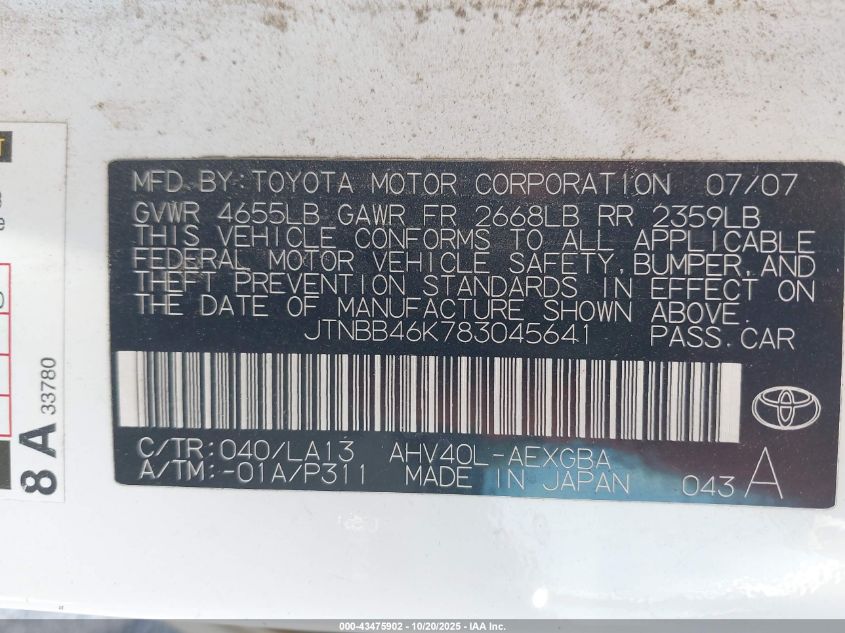 MFD BY: TOYOTA MOTOR CORPORATION 07/07
GVWR 4655LB GAWR FR 2668LB RR 2359LB
THIS VEHICLE CONFORMS TO ALL APPLICABLE
FEDERAL MOTOR VEHICLE SAFETY, BUMPER, AND
THEFT PREVENTION STANDARDS IN EFFECT ON
THE DATE OF MANUFACTURE SHOWN ABOVE.
JTNBB46K783045641 PASS.CAR
C/TR: 040/LA13 AHV40L-AEXGBA
A/TM:-01A/P311 MADE IN JAPAN 043 A
8 A 33780
000-43475902 - 10/20/2025 - IAA Inc.